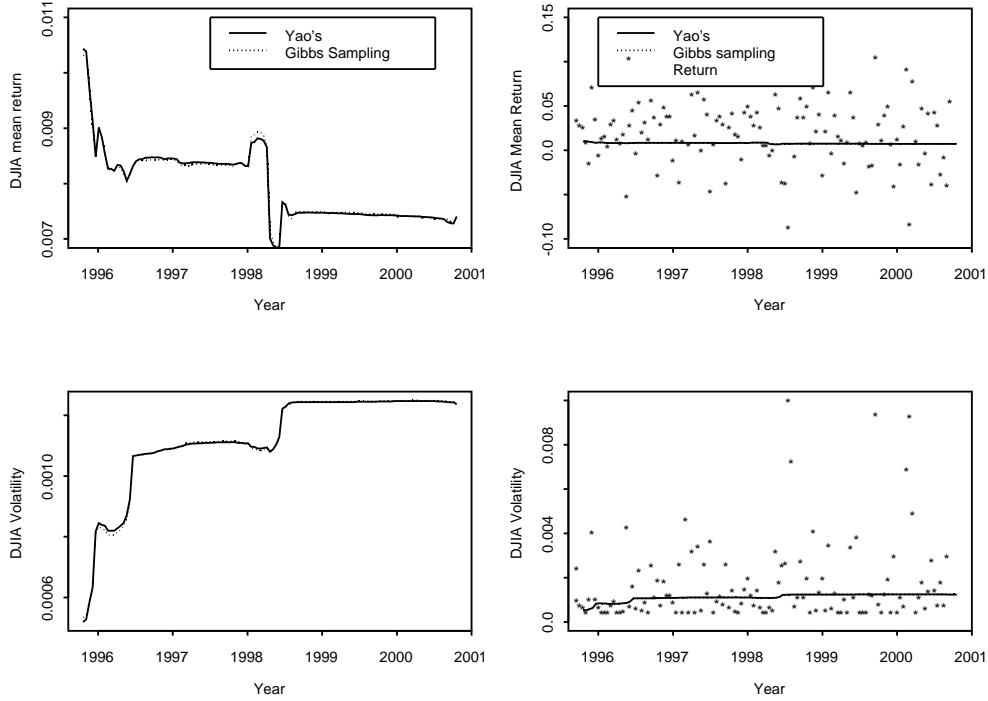 Yao's
Gibbs Sampling
DJIA mean return
0.007
0.009
0.011
1996 1997 1998 1999 2000 2001
Year
Yao's
Gibbs sampling
Return
DJIA Mean Return
-0.10
0.0
0.05
0.15
1996 1997 1998 1999 2000 2001
Year
DJIA Volatility
0.0006
0.0010
1996 1997 1998 1999 2000 2001
Year
DJIA Volatility
0.0
0.004
0.008
1996 1997 1998 1999 2000 2001
Year